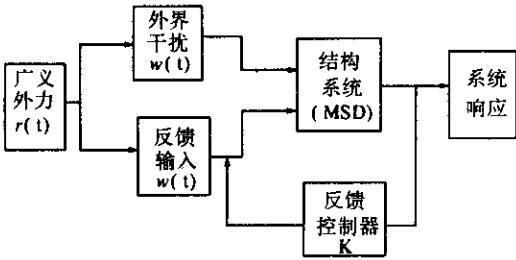 广义
外力
r(t)
外界
干扰
w(t)
反馈
输入
w(t)
结构
系统
(MSD)
系统
响应
反馈
控制器
K